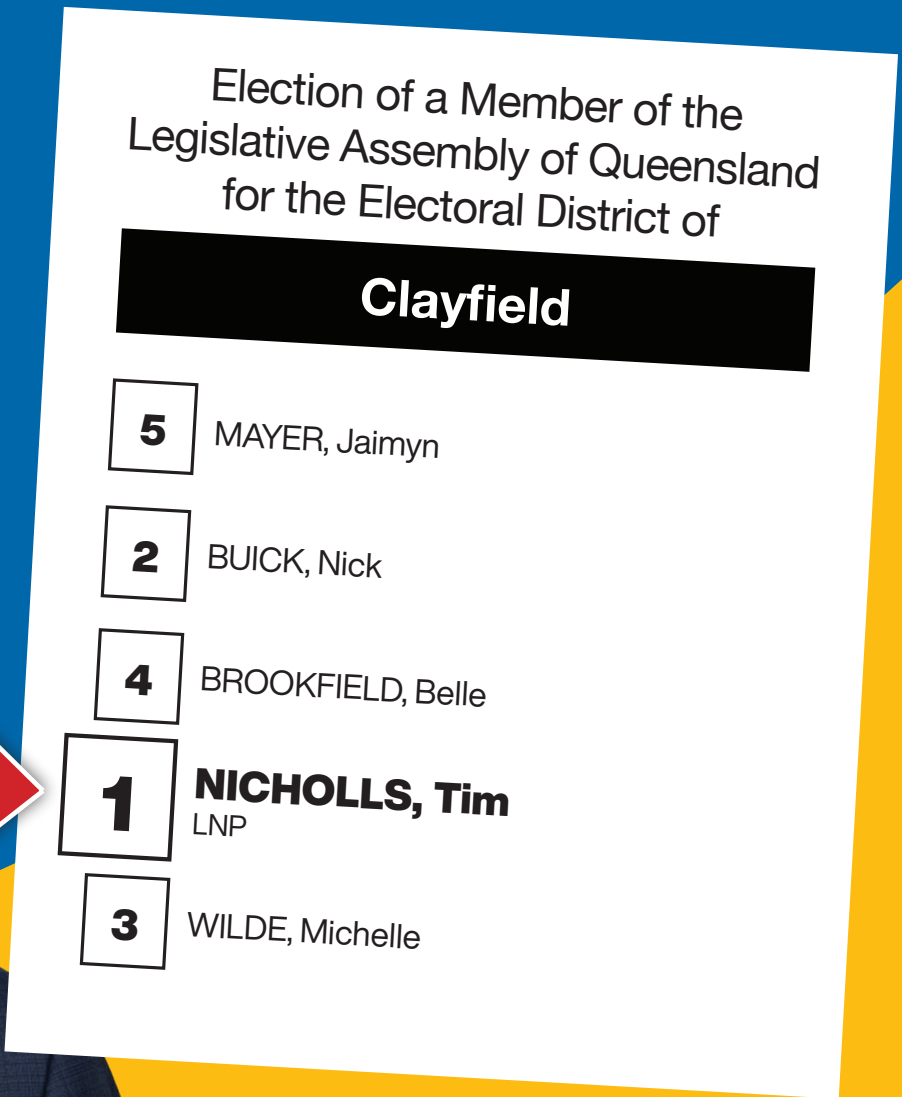 Election of a Member of the
Legislative Assembly of Queensland
for the Electoral District of
Clayfield
5 MAYER, Jaimyn
2 BUICK, Nick
4 BROOKFIELD, Belle
1 NICHOLLS, Tim
LNP
3 WILDE, Michelle